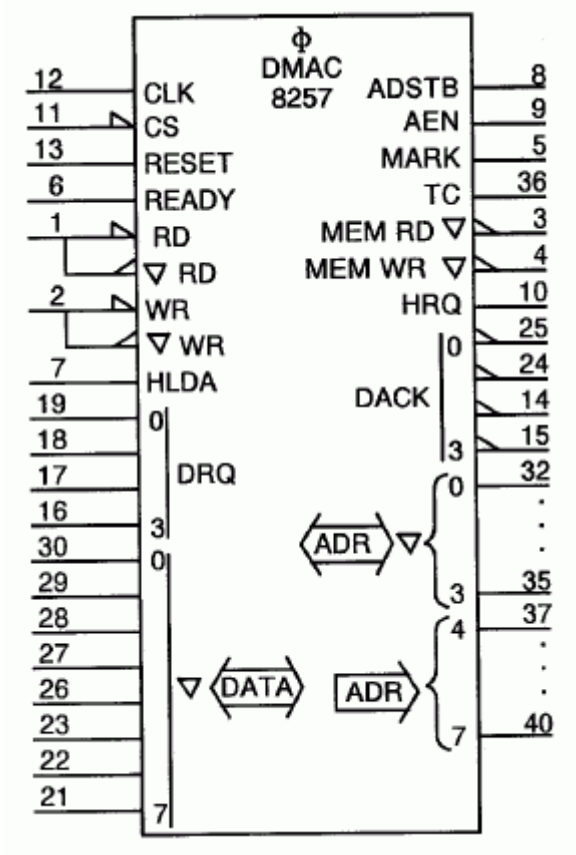 Φ
DMAC
8257
12 CLK
11 CS
13 RESET
6 READY
1 RD
▽ RD
2 WR
▽ WR
7 HLDA
19 0
18
17 DRQ
16 3
30 0
29
28
27
26 ▽ DATA
23
22
21 7
ADSTB 8
AEN 9
MARK 5
TC 36
MEM RD ▽ 3
MEM WR ▽ 4
HRQ 10
0 25
24
DACK 14
3 15
0 32
ADR ▽
3 35
4 37
ADR
7 40